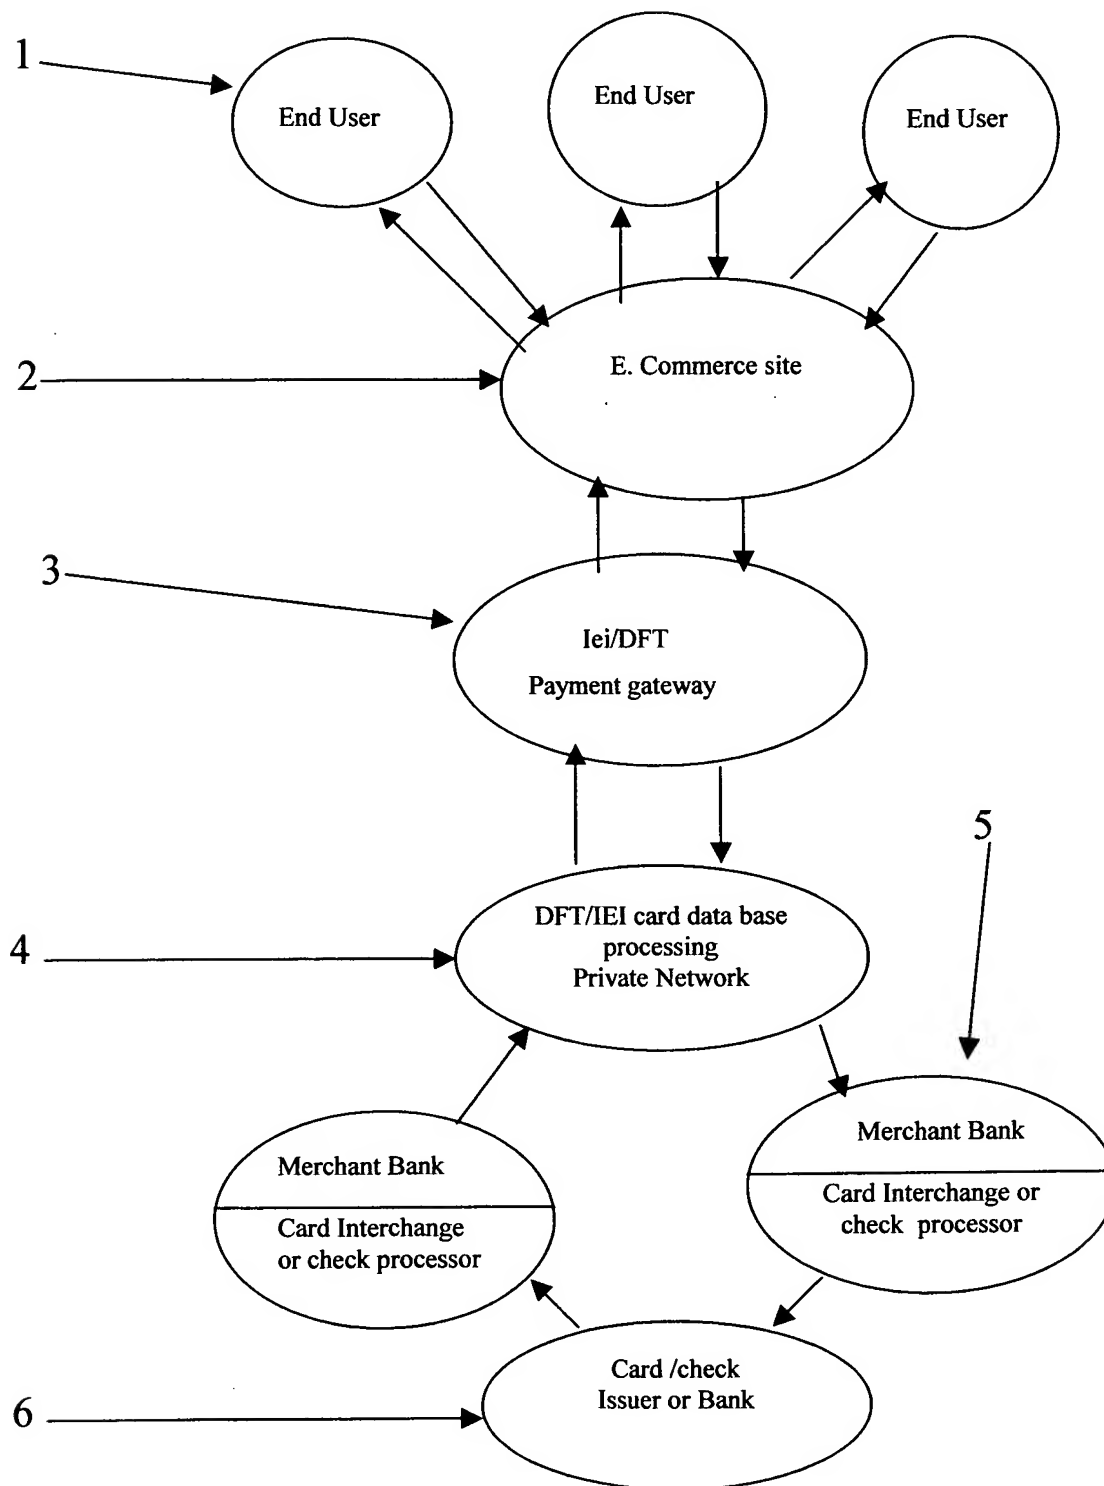 1
End User
End User
End User
2
E. Commerce site
3
Iei/DFT
Payment gateway
5
4
DFT/IEI card data base
processing
Private Network
Merchant Bank
Card Interchange or
check processor
Merchant Bank
Card Interchange
or check processor
6
Card /check
Issuer or Bank